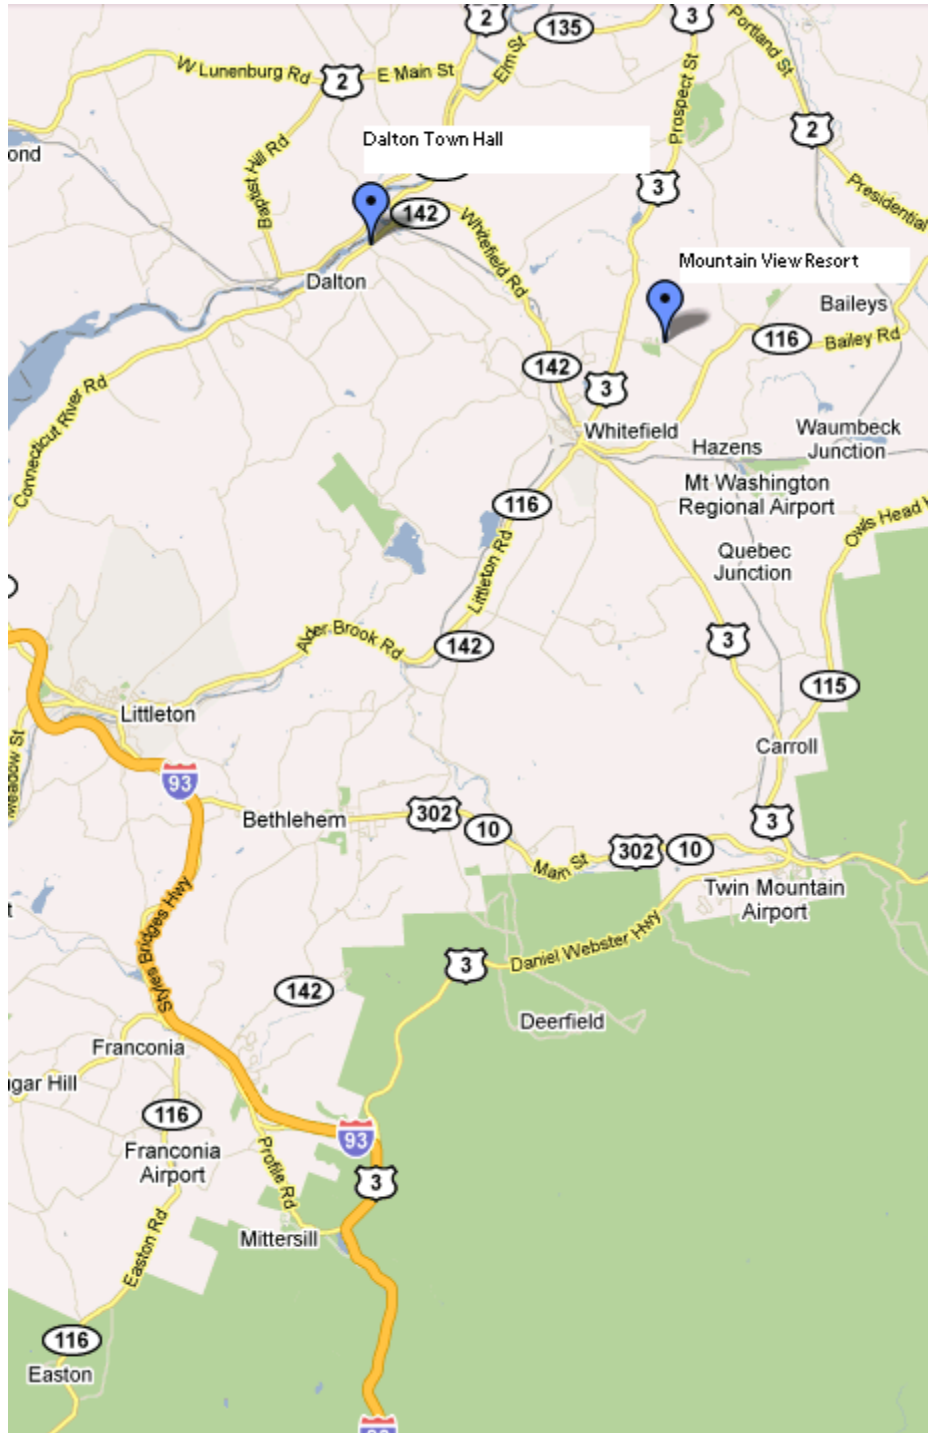 2
3
135
Portland St
Elm St
W Lunenburg Rd
2
E Main St
Prospect St
2
ond
Dalton Town Hall
Baptist Hill Rd
3
Presidential
142
Whitefield Rd
Mountain View Resort
Dalton
Baileys
116
Bailey Rd
142
3
Connecticut River Rd
Whitefield
Hazens
Waumbeck
Junction
Mt Washington
Regional Airport
116
Owls Head
Littleton Rd
Quebec
Junction
Alder Brook Rd
142
3
115
Littleton
Carroll
Meadow St
93
Bethlehem
302
10
3
Main St
302
10
Twin Mountain
Airport
Styles Bridges Hwy
Daniel Webster Hwy
3
142
Deerfield
Franconia
gar Hill
116
93
Franconia
Airport
Profile Rd
3
Mittersill
Easton Rd
116
Easton